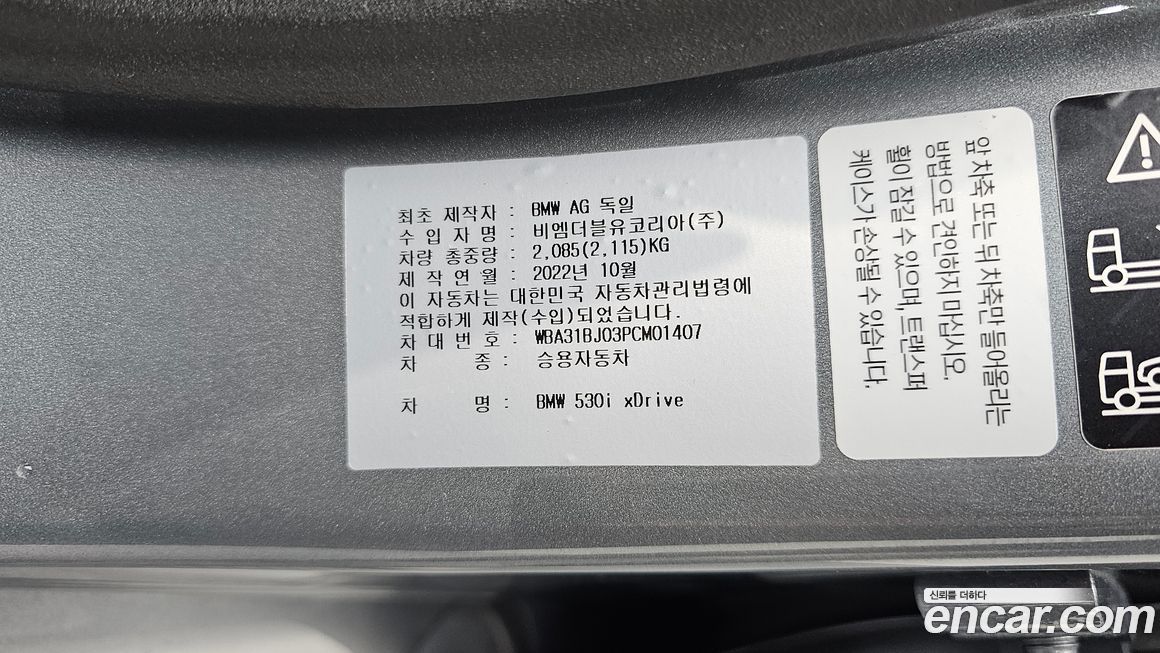 최초 제작자 : BMW AG 독일
수 입 자 명 : 비엠더블유코리아(주)
차량 총중량 : 2,085(2,115)KG
제 작 연 월 : 2022년 10월
이 자동차는 대한민국 자동차관리법령에
적합하게 제작(수입)되었습니다.
차 대 번 호 : WBA31BJ03PCM01407
차 종 : 승용자동차
차 명 : BMW 530i xDrive
앞 차축 또는 뒤 차축만 들어올리는
방법으로 견인하지 마십시오.
휠이 잠길 수 있으며, 트랜스퍼
케이스가 손상될 수 있습니다.
신뢰를 더하다
encar.com